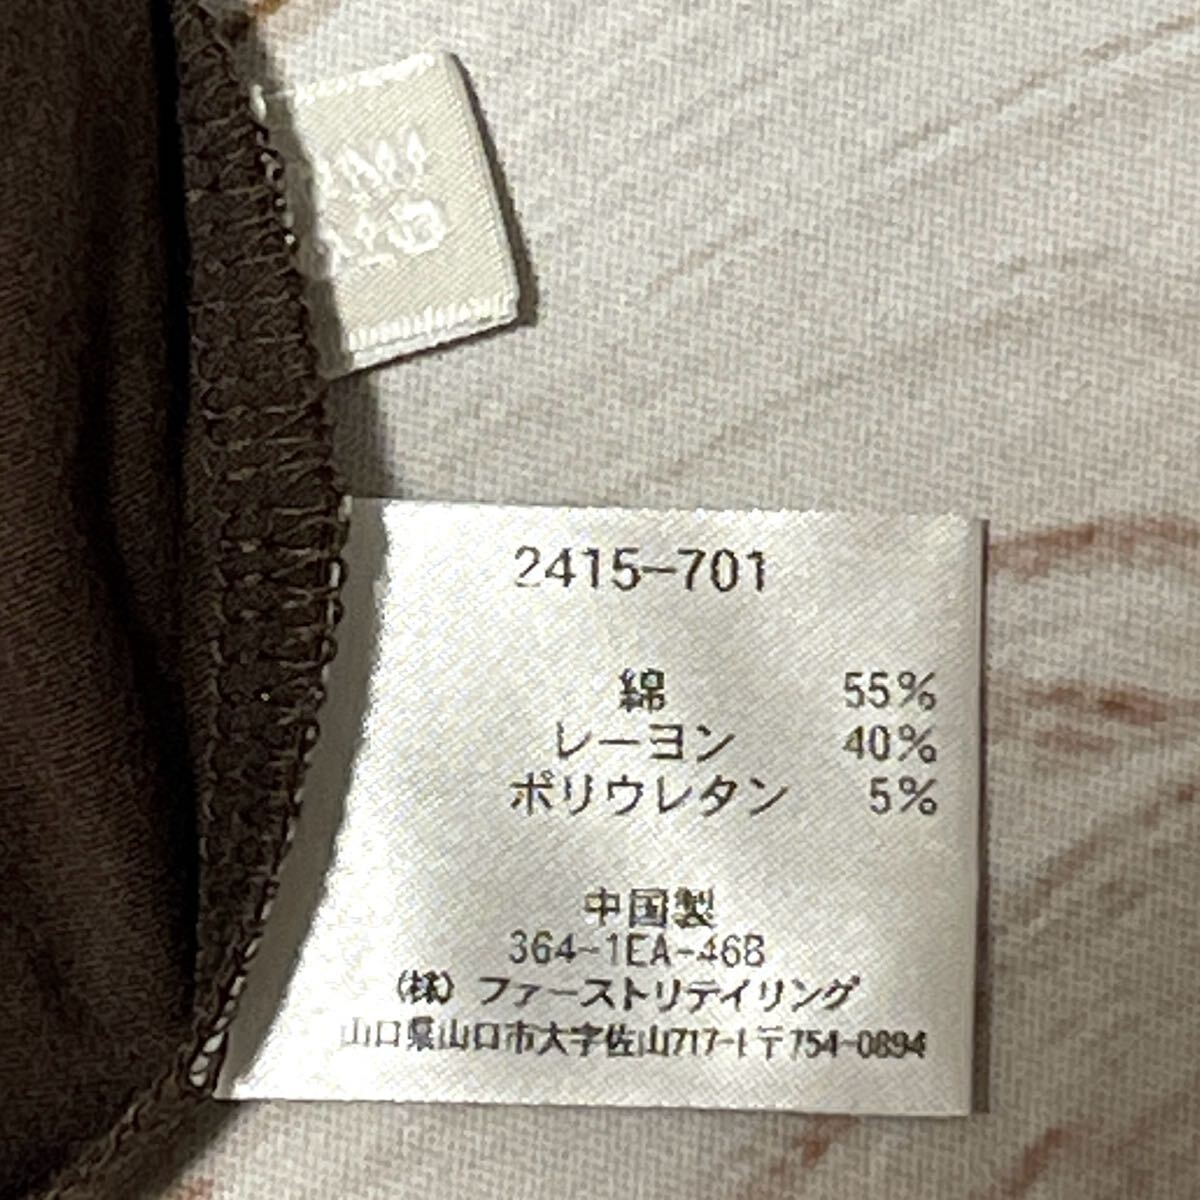 2415-701
綿 55%
レーヨン 40%
ポリウレタン 5%
中国製
364-1EA-46B
(株) ファーストリテイリング
山口県山口市大字佐山717-1〒754-0894